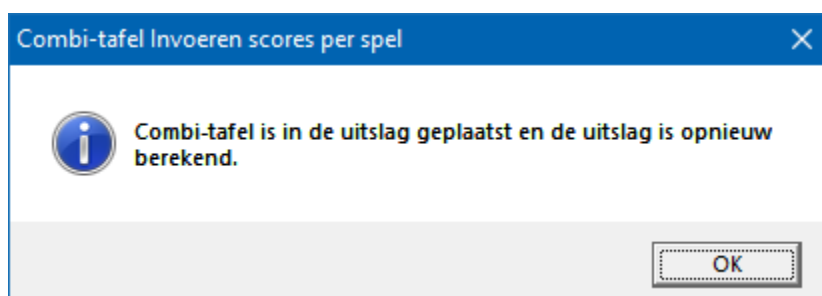 Combi-tafel Invoeren scores per spel
Combi-tafel is in de uitslag geplaatst en de uitslag is opnieuw
berekend.
OK